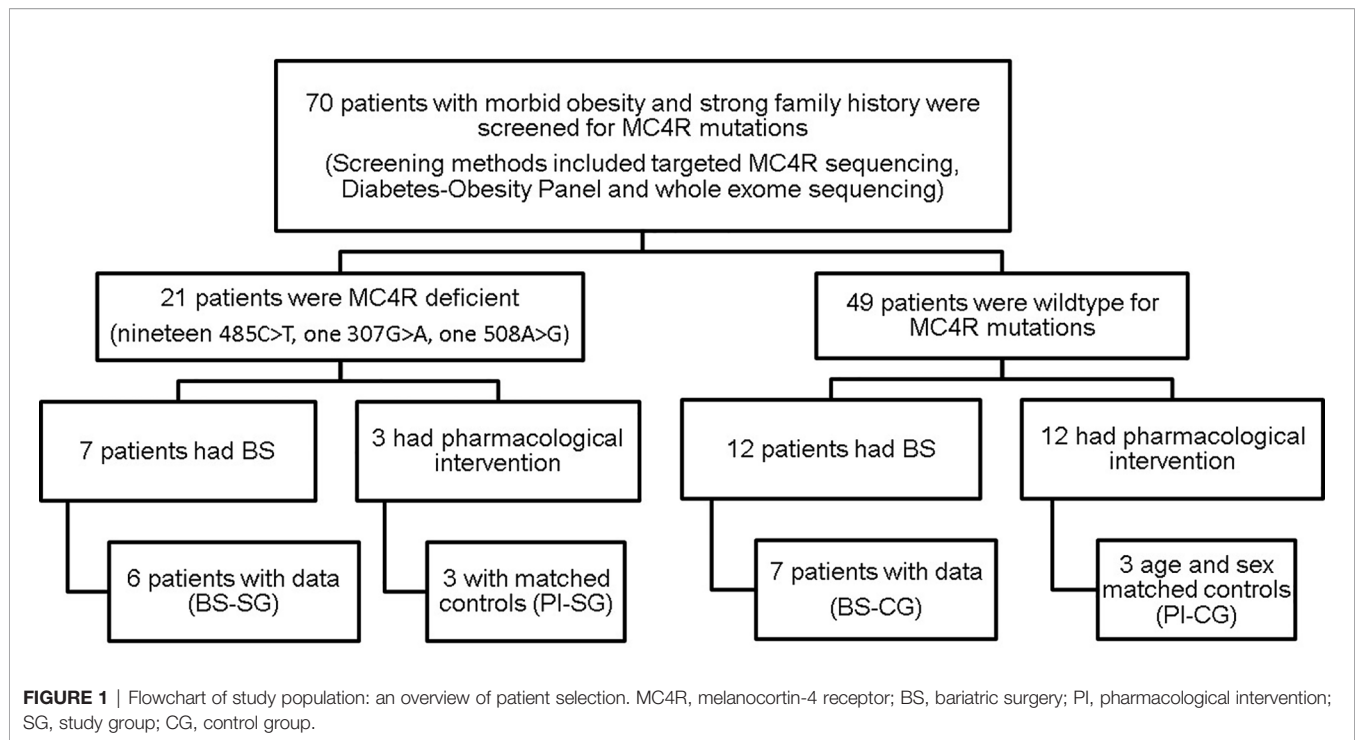 70 patients with morbid obesity and strong family history were
screened for MC4R mutations
(Screening methods included targeted MC4R sequencing,
Diabetes-Obesity Panel and whole exome sequencing)
21 patients were MC4R deficient
(nineteen 485C>T, one 307G>A, one 508A>G)
49 patients were wildtype for
MC4R mutations
7 patients had BS
3 had pharmacological
intervention
12 patients had BS
12 had pharmacological
intervention
6 patients with data
(BS-SG)
3 with matched
controls (PI-SG)
7 patients with data
(BS-CG)
3 age and sex
matched controls
(PI-CG)
FIGURE 1 | Flowchart of study population: an overview of patient selection. MC4R, melanocortin-4 receptor; BS, bariatric surgery; PI, pharmacological intervention;
SG, study group; CG, control group.